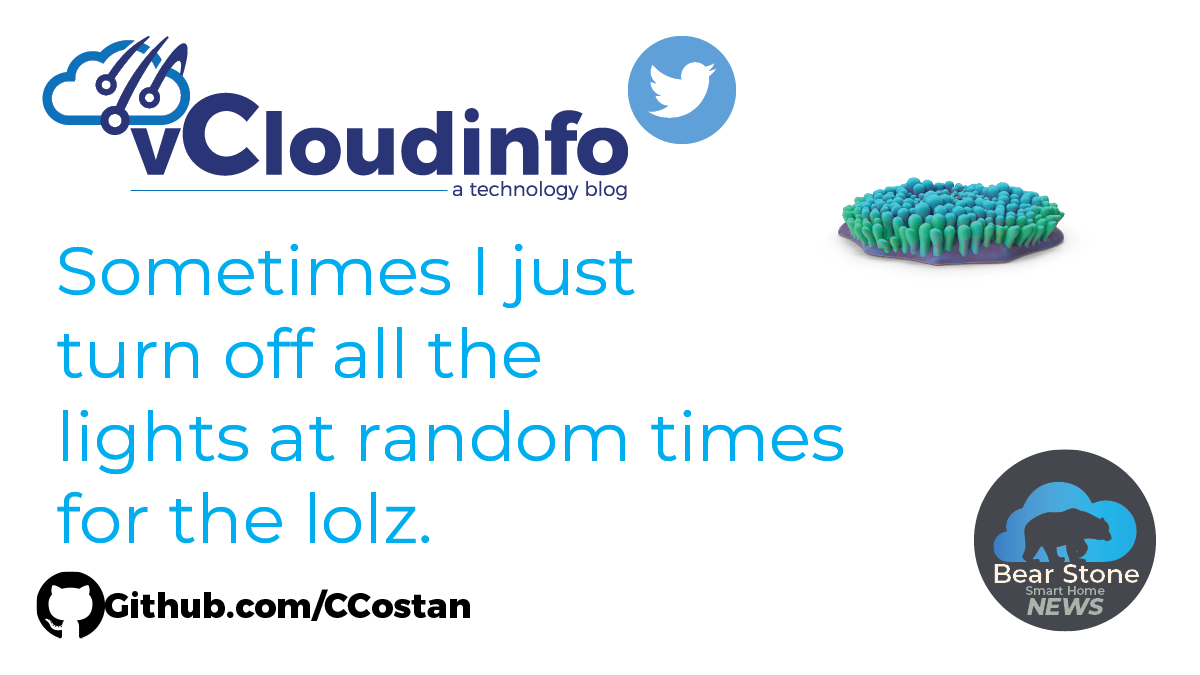 vCloudinfo
a technology blog
Sometimes I just
turn off all the
lights at random times
for the lolz.
Github.com/CCostan
Bear Stone
Smart Home
NEWS